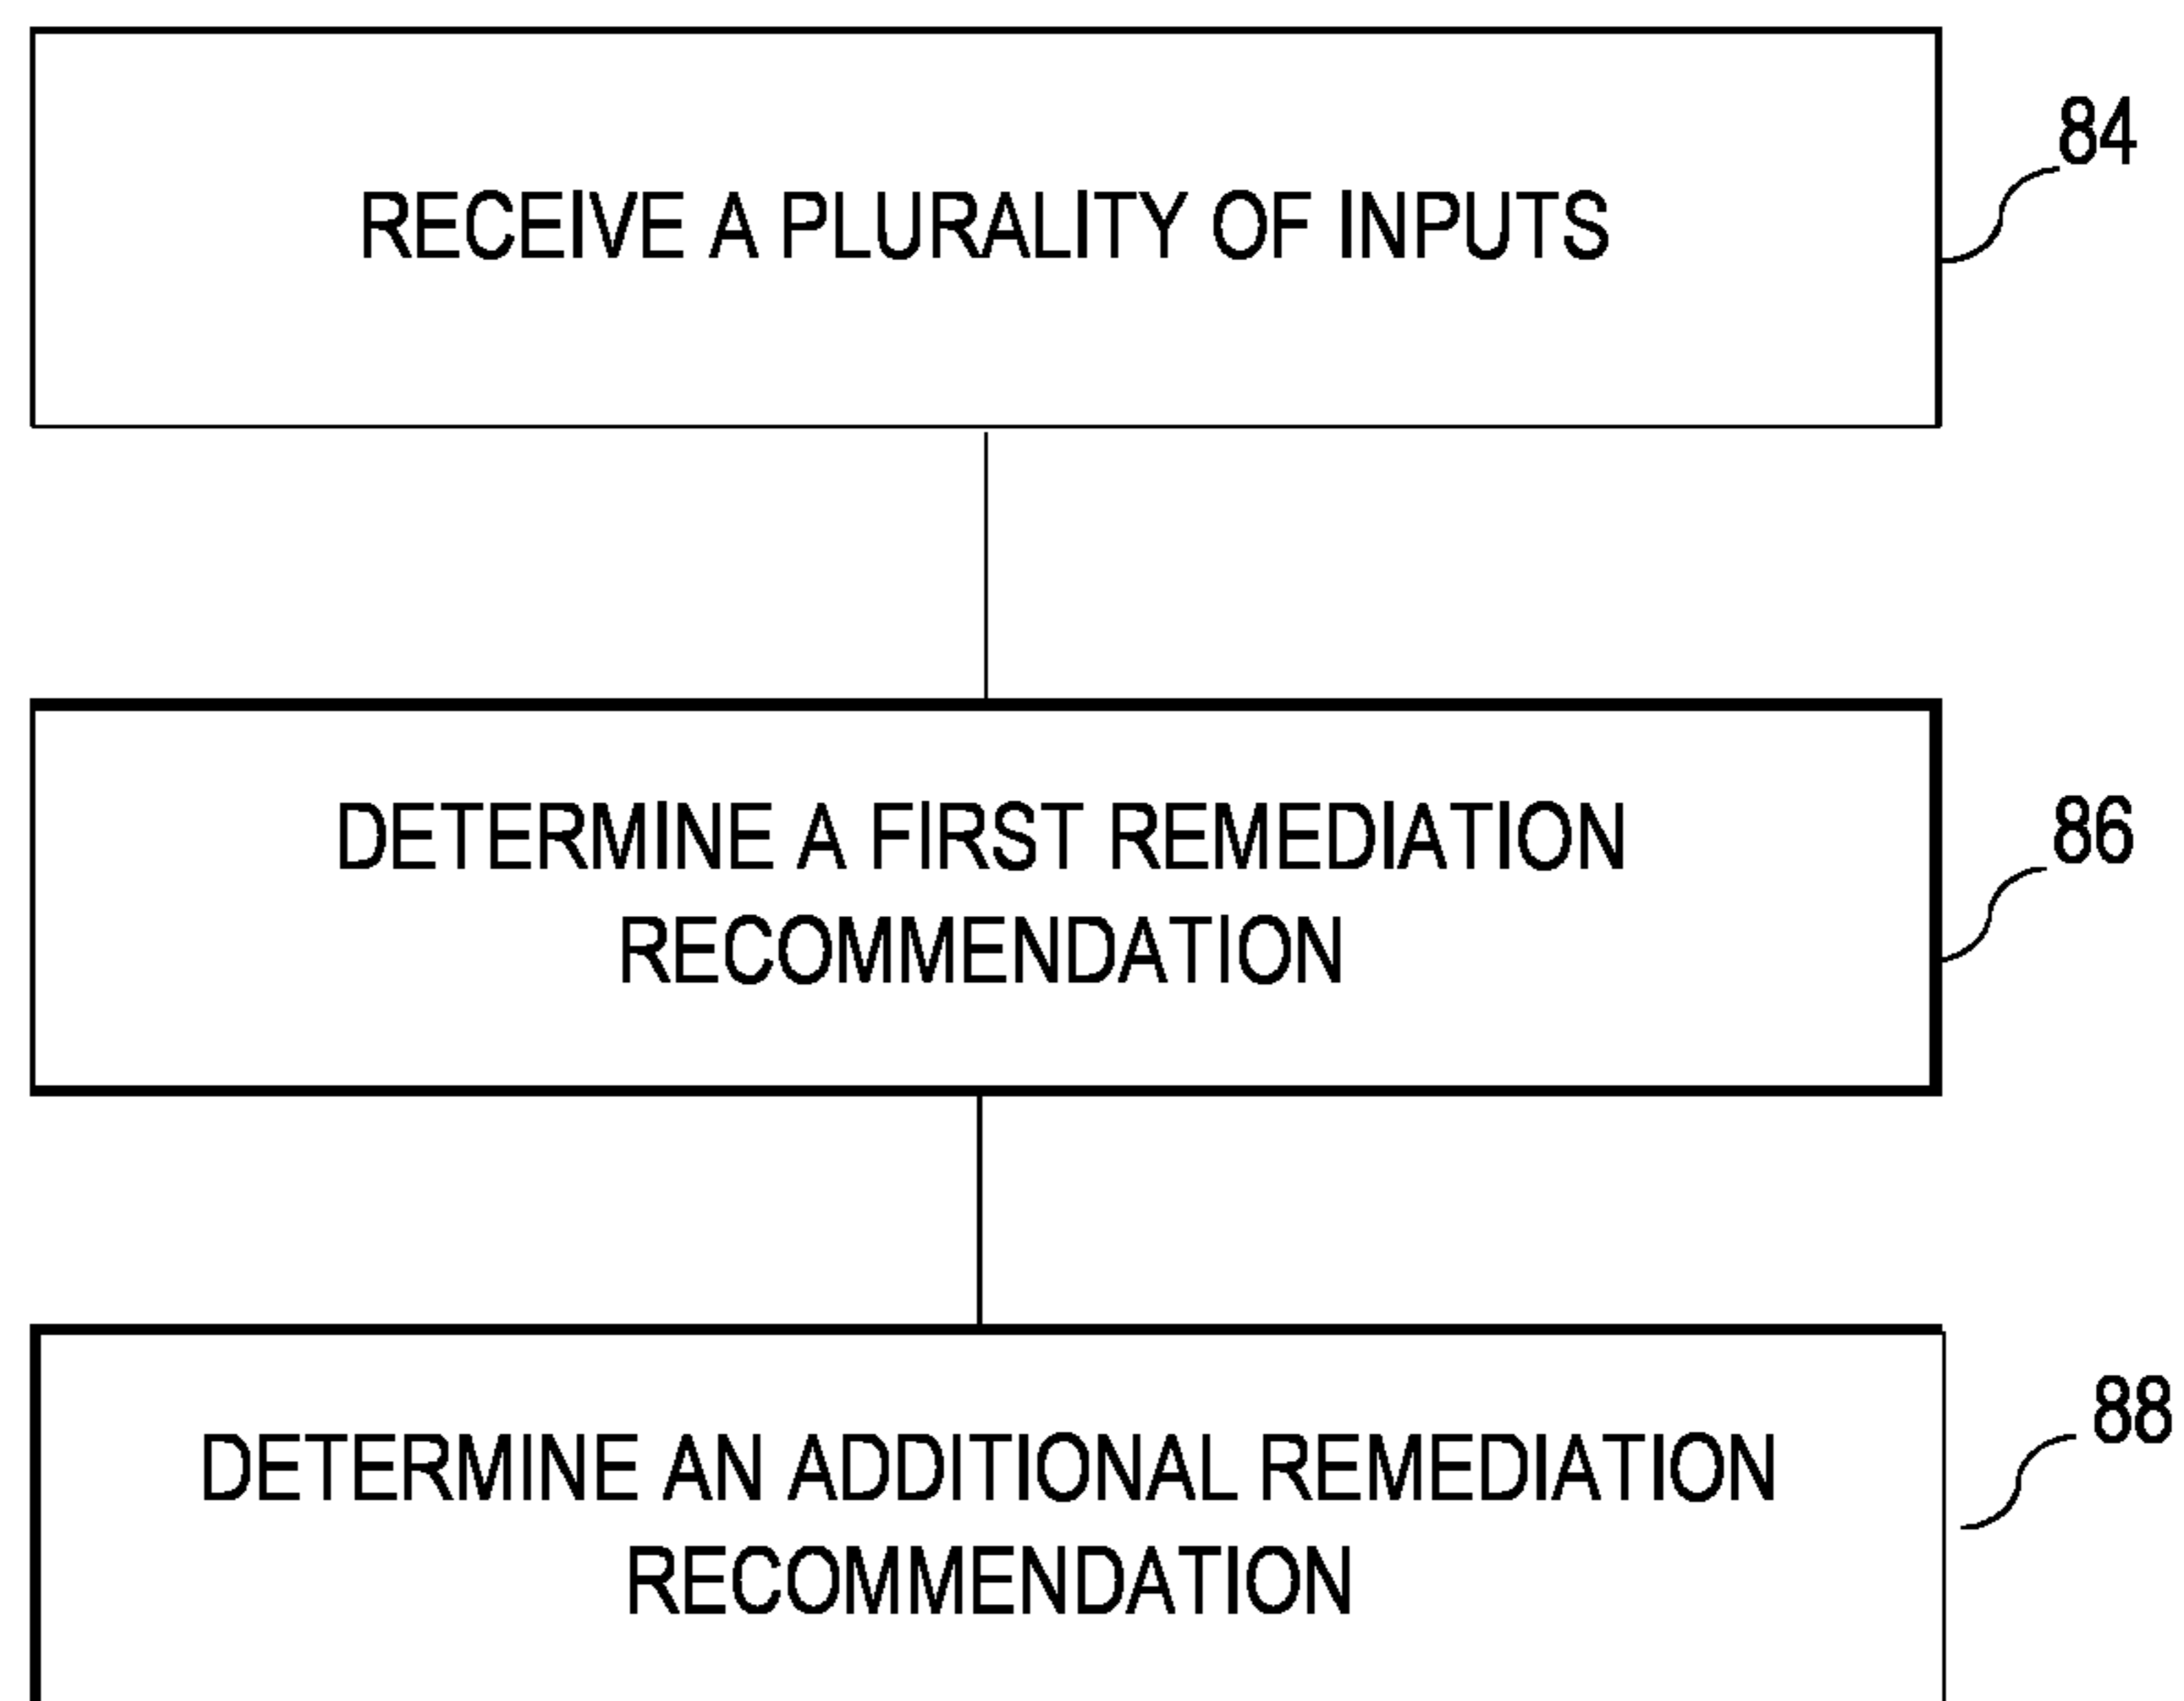 RECEIVE A PLURALITY OF INPUTS
84
DETERMINE A FIRST REMEDIATION
RECOMMENDATION
86
DETERMINE AN ADDITIONAL REMEDIATION
RECOMMENDATION
88